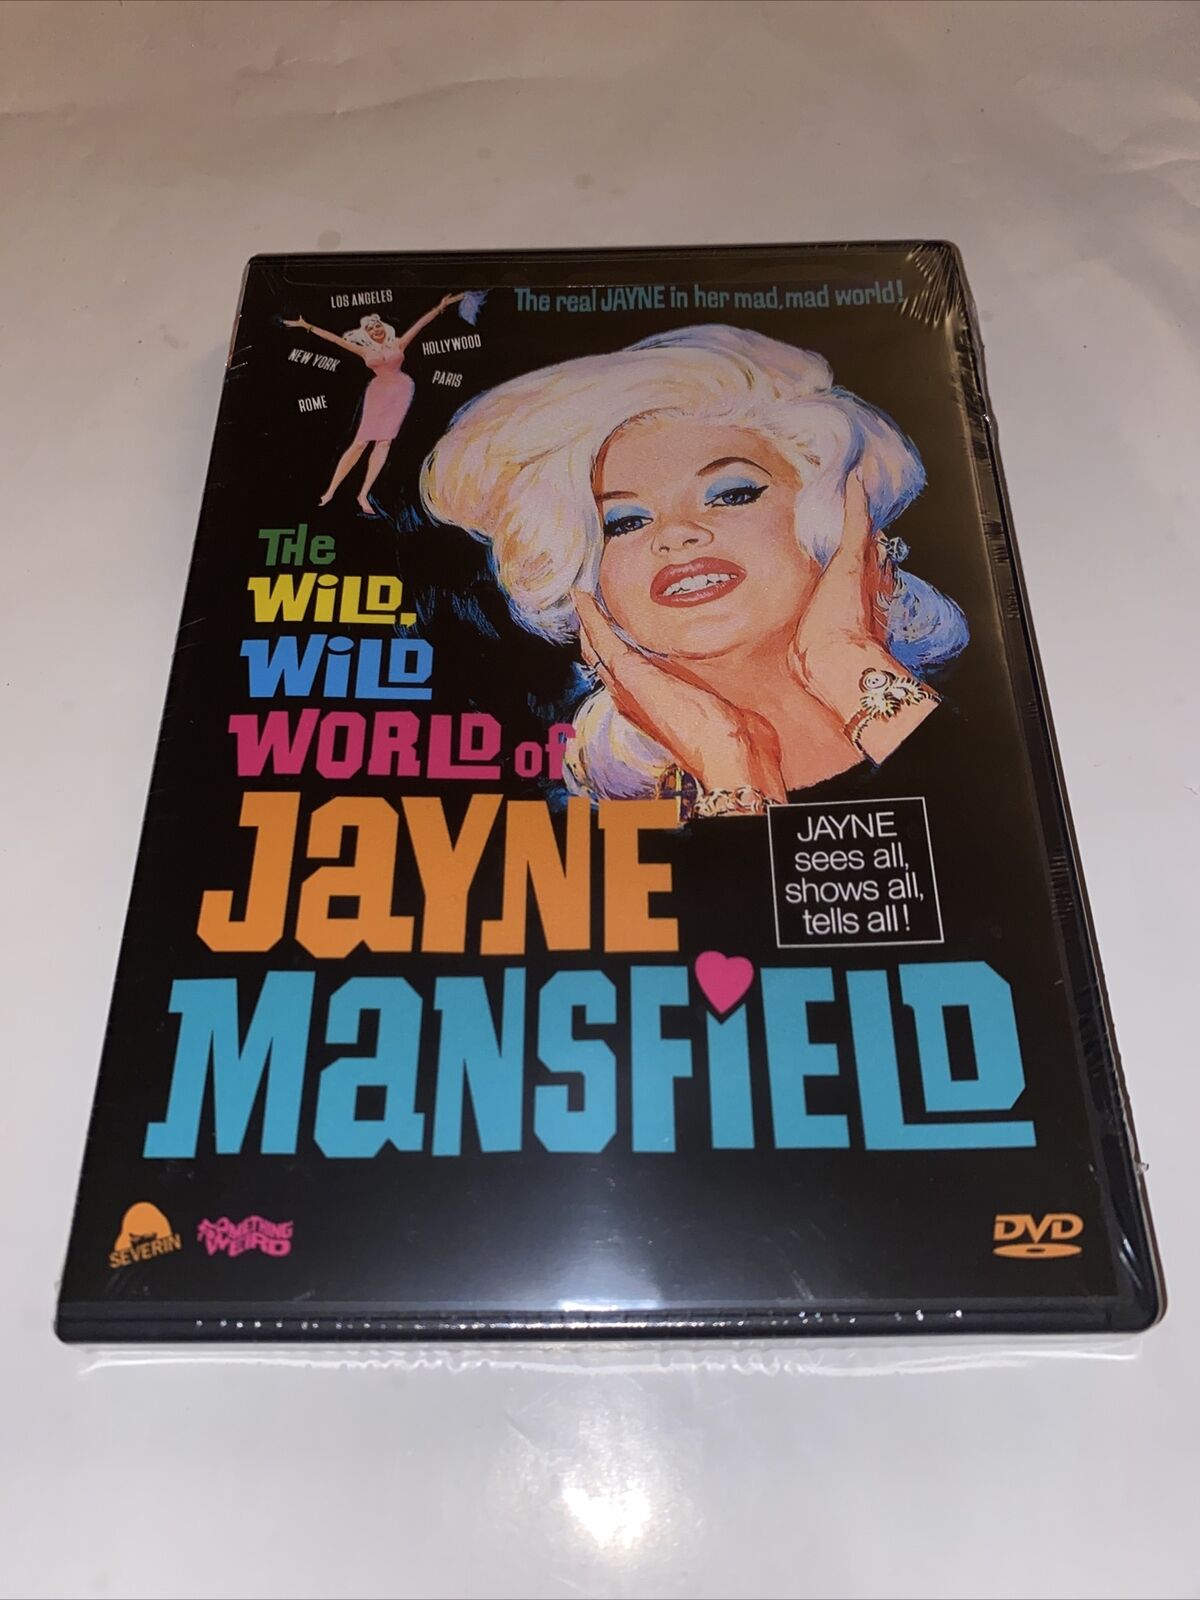 The real JAYNE in her mad, mad world!
LOS ANGELES
NEW YORK
HOLLYWOOD
PARIS
ROME
THe
WiLD,
WiLD
WORLD of
JaYNE
MaNSFiELD
JAYNE
sees all,
shows all,
tells all!
SEVERIN
SOMETHING
WEIRD
DVD